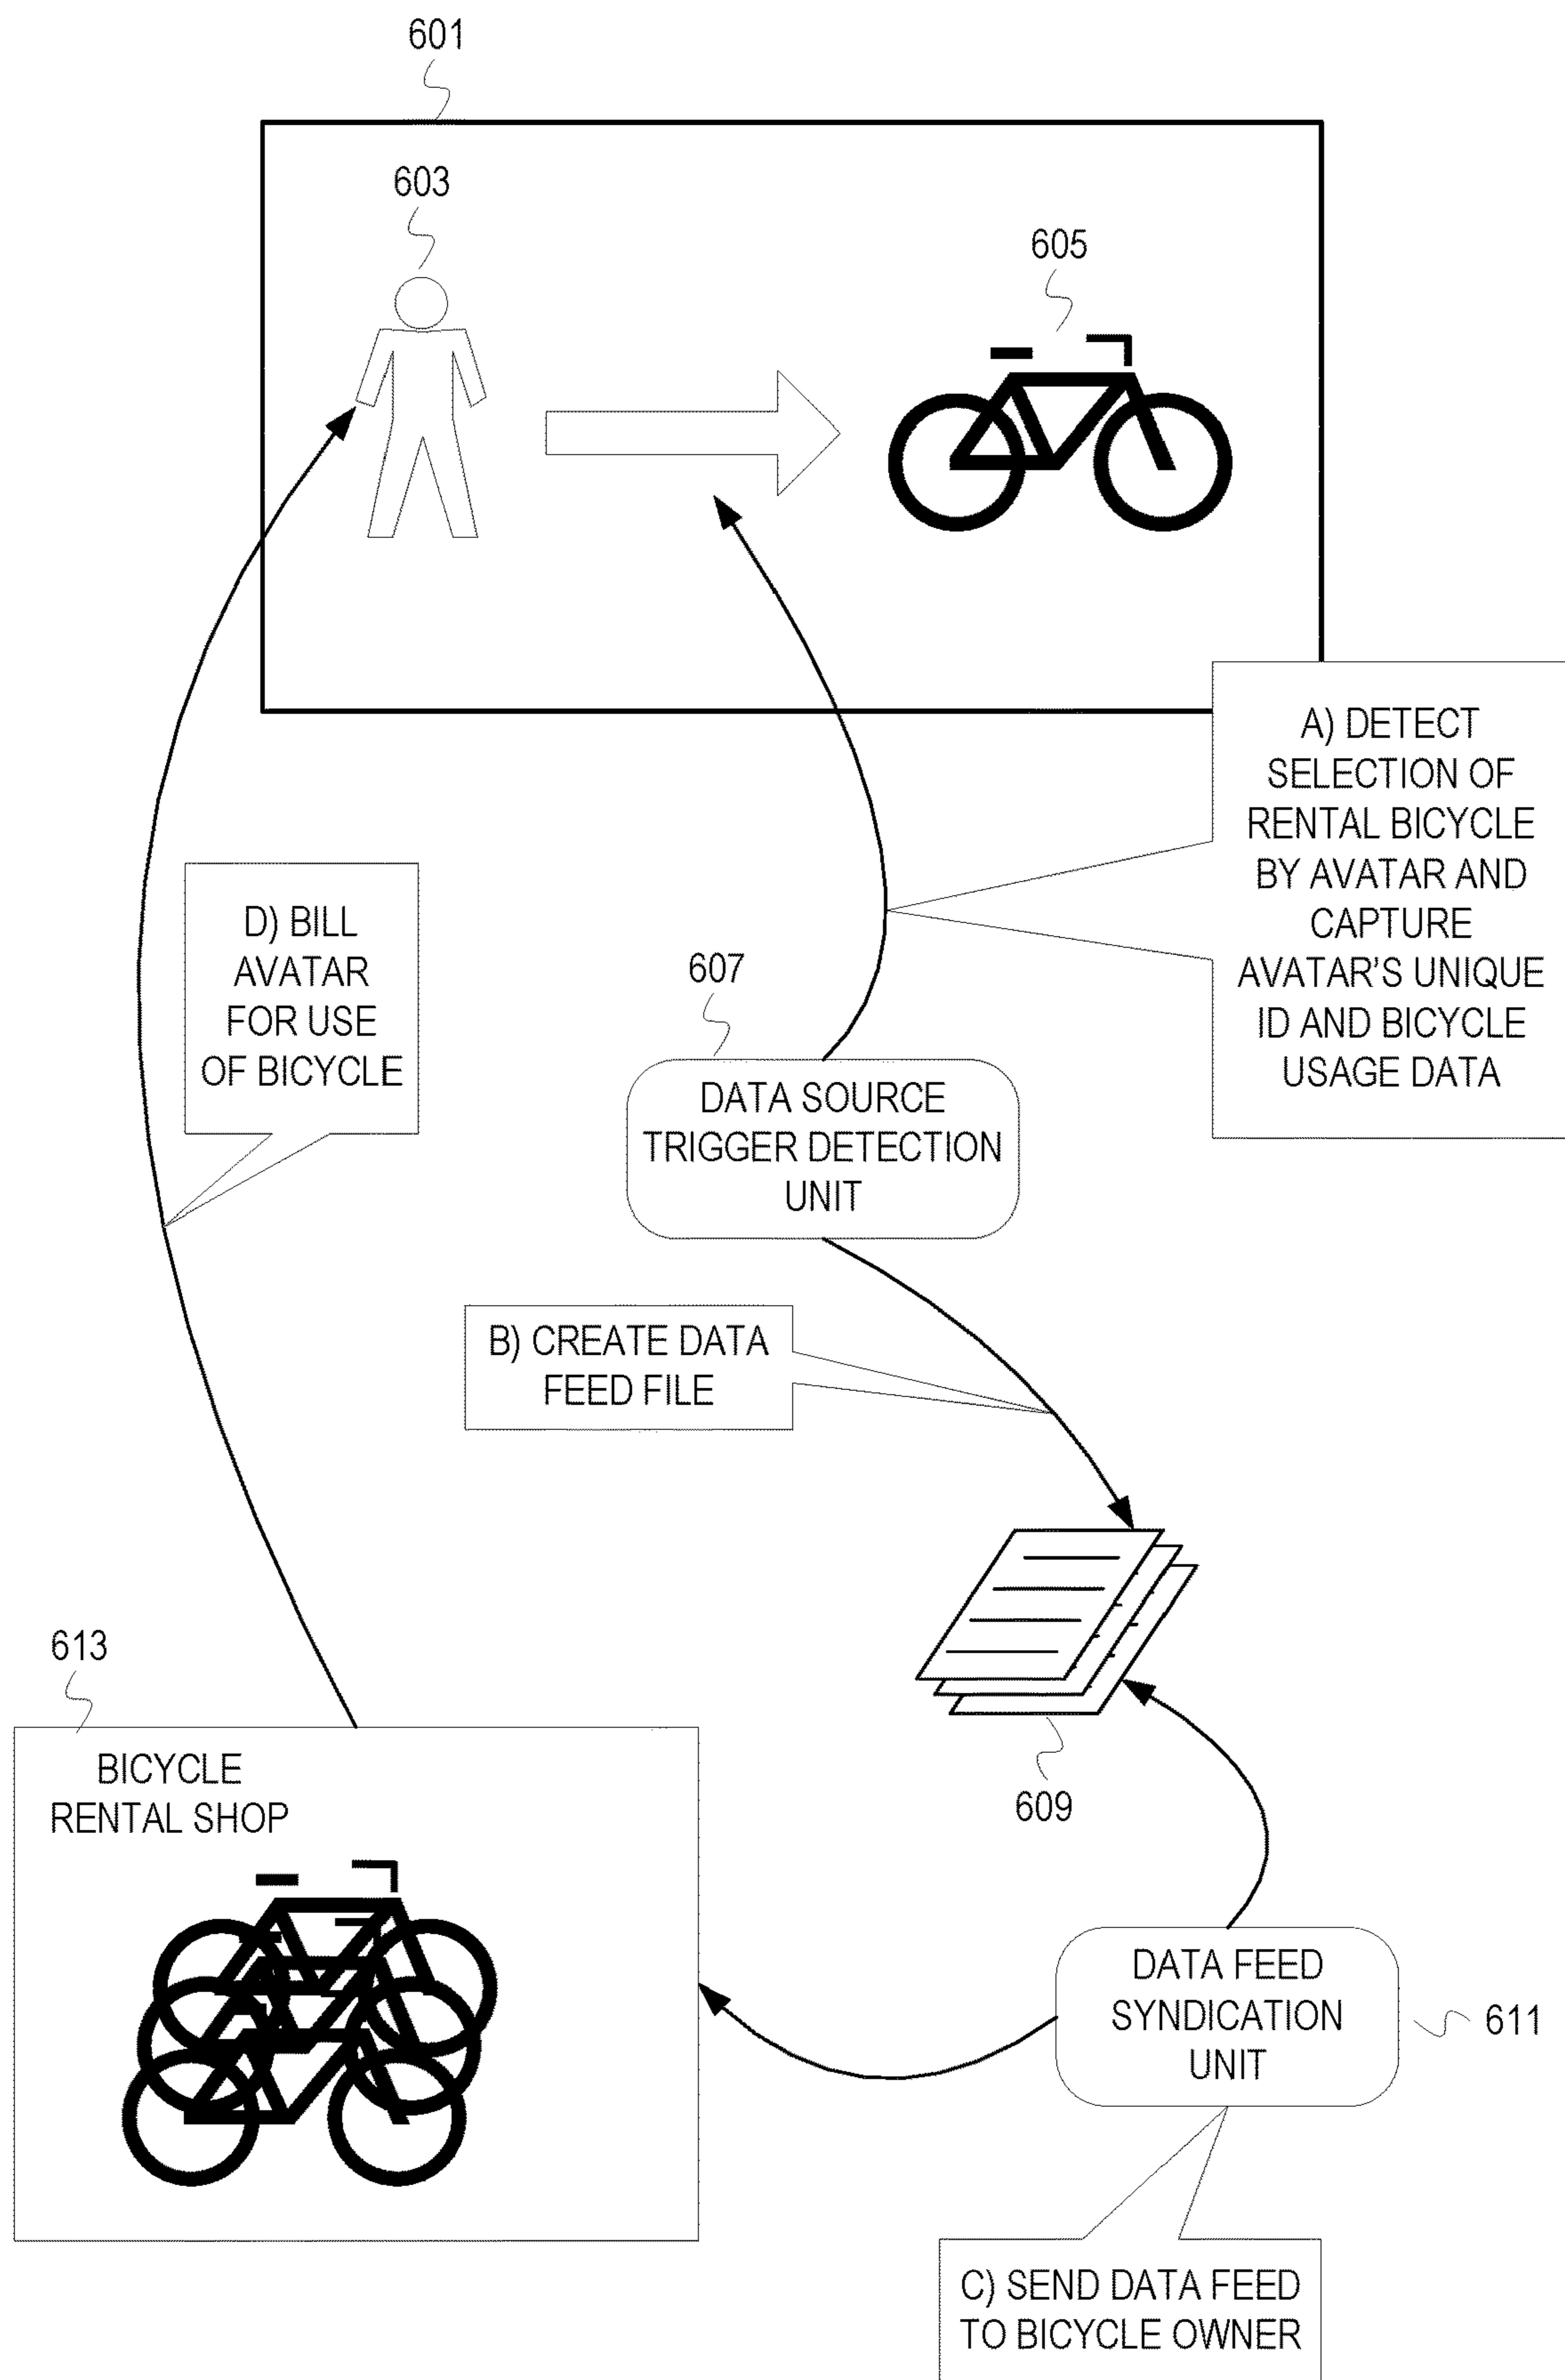 601
603
605
A) DETECT
SELECTION OF
RENTAL BICYCLE
BY AVATAR AND
CAPTURE
AVATAR'S UNIQUE
ID AND BICYCLE
USAGE DATA
D) BILL
AVATAR
FOR USE
OF BICYCLE
607
DATA SOURCE
TRIGGER DETECTION
UNIT
B) CREATE DATA
FEED FILE
613
BICYCLE
RENTAL SHOP
609
DATA FEED
SYNDICATION
UNIT
611
C) SEND DATA FEED
TO BICYCLE OWNER